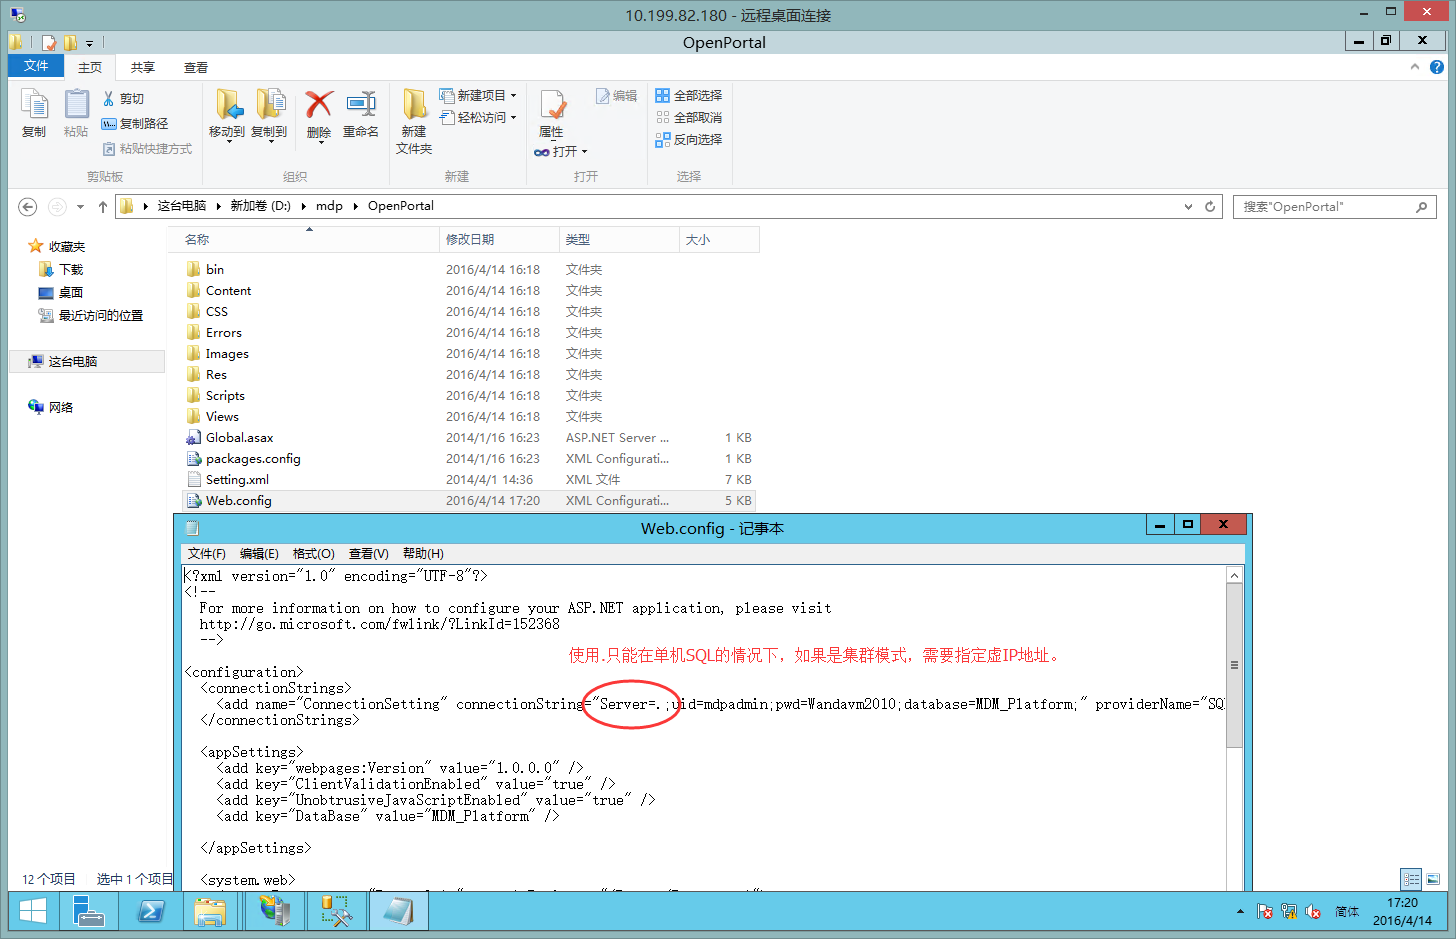 10.199.82.180 - 远程桌面连接
OpenPortal
文件
主页
共享
查看
复制
粘贴
剪切
复制路径
粘贴快捷方式
剪贴板
移动到
复制到
删除
重命名
组织
新建
文件夹
新建项目
轻松访问
新建
属性
打开
编辑
打开
全部选择
全部取消
反向选择
选择
这台电脑
新加卷 (D:)
mdp
OpenPortal
搜索"OpenPortal"
收藏夹
下载
桌面
最近访问的位置
这台电脑
网络
名称 修改日期 类型 大小
bin 2016/4/14 16:18 文件夹
Content 2016/4/14 16:18 文件夹
CSS 2016/4/14 16:18 文件夹
Errors 2016/4/14 16:18 文件夹
Images 2016/4/14 16:18 文件夹
Res 2016/4/14 16:18 文件夹
Scripts 2016/4/14 16:18 文件夹
Views 2016/4/14 16:18 文件夹
Global.asax 2014/1/16 16:23 ASP.NET Server ... 1 KB
packages.config 2014/1/16 16:23 XML Configurati... 1 KB
Setting.xml 2014/4/1 14:36 XML 文件 7 KB
Web.config 2016/4/14 17:20 XML Configurati... 5 KB
Web.config - 记事本
文件(F) 编辑(E) 格式(O) 查看(V) 帮助(H)
<?xml version="1.0" encoding="UTF-8"?>
<!--
For more information on how to configure your ASP.NET application, please visit
http://go.microsoft.com/fwlink/?LinkId=152368
-->
使用.只能在单机SQL的情况下，如果是集群模式，需要指定虚IP地址。
<configuration>
<connectionStrings>
<add name="ConnectionSetting" connectionString="Server=.;uid=mdpadmin;pwd=Wandavm2010;database=MDM_Platform;" providerName="SQ
</connectionStrings>
<appSettings>
<add key="webpages:Version" value="1.0.0.0" />
<add key="ClientValidationEnabled" value="true" />
<add key="UnobtrusiveJavaScriptEnabled" value="true" />
<add key="DataBase" value="MDM_Platform" />
</appSettings>
<system.web>
12 个项目 选中 1 个项目
简体
17:20
2016/4/14